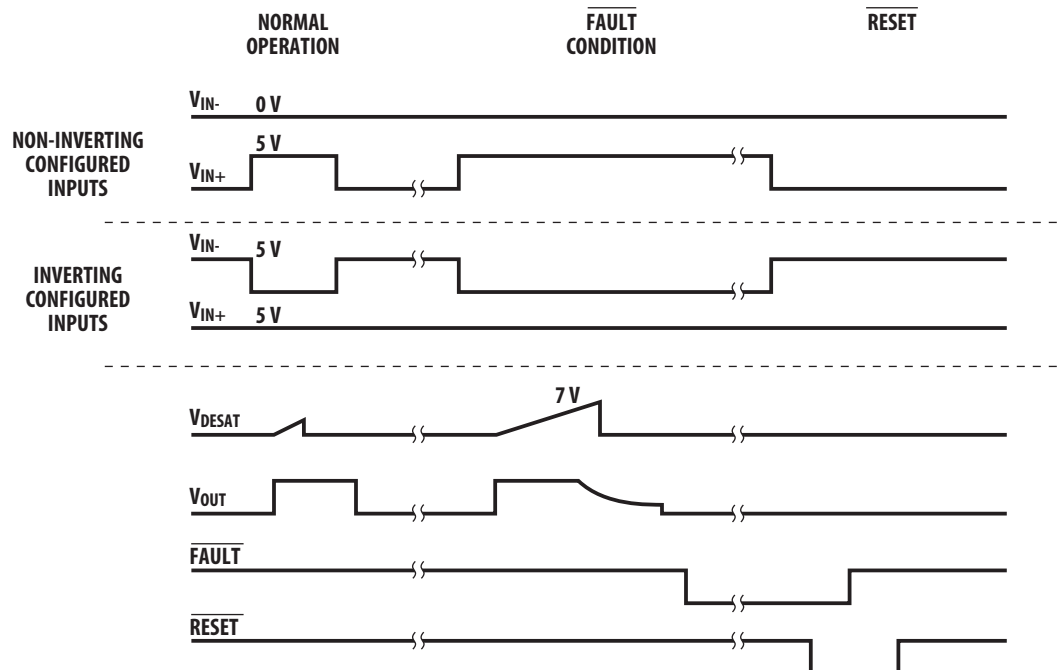 NORMAL
OPERATION
FAULT
CONDITION
RESET
NON-INVERTING
CONFIGURED
INPUTS
VIN- 0 V
5 V
VIN+
INVERTING
CONFIGURED
INPUTS
VIN- 5 V
VIN+ 5 V
7 V
VDESAT
VOUT
FAULT
RESET